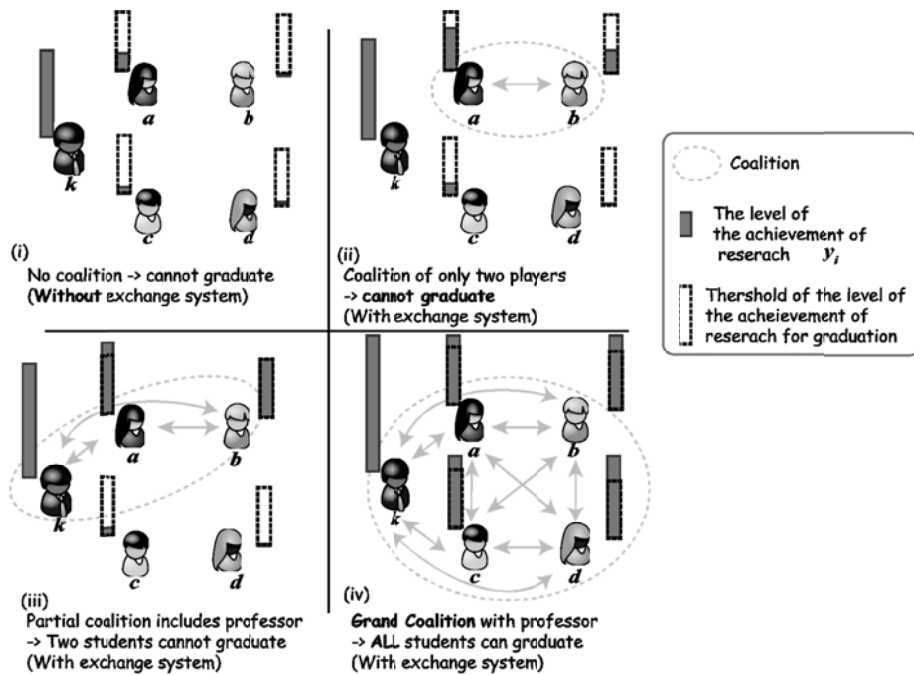 a
b
k
c
d
(i)
No coalition -> cannot graduate
(Without exchange system)
a
b
k
c
d
(ii)
Coalition of only two players
-> cannot graduate
(With exchange system)
a
b
k
c
d
(iii)
Partial coalition includes professor
-> Two students cannot graduate
(With exchange system)
a
b
k
c
d
(iv)
Grand Coalition with professor
-> ALL students can graduate
(With exchange system)
Coalition
The level of
the achievement of
reserach yi
Thershold of the level of
the acheievement of
reserach for graduation